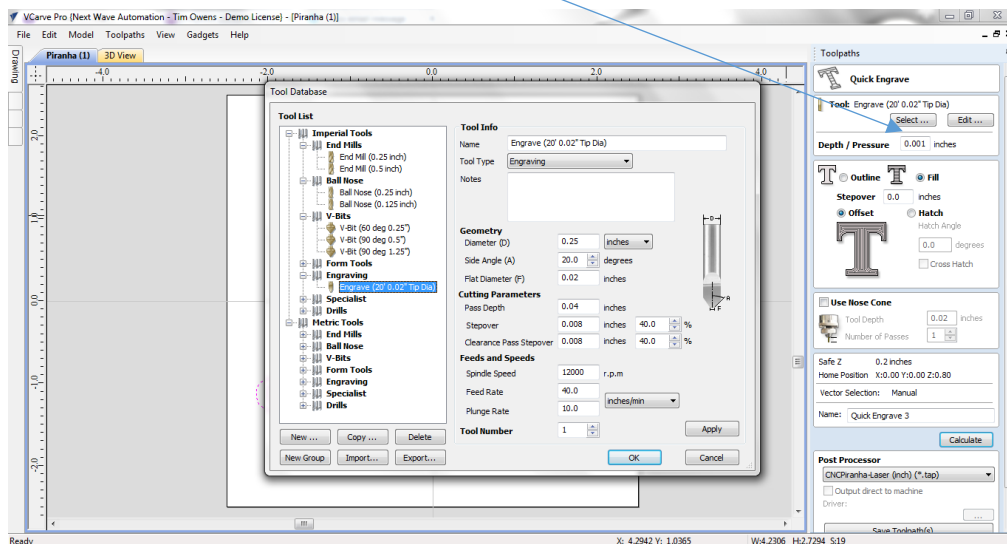 VCarve Pro (Next Wave Automation - Tim Owens - Demo License) - [Piranha (1)]
File Edit Model Toolpaths View Gadgets Help
Drawing
Piranha (1) 3D View
-4.0 -2.0 0.0 2.0 4.0
2.0
1.0
0.0
-1.0
-2.0
Tool Database
Tool List
Imperial Tools
End Mills
End Mill (0.25 inch)
End Mill (0.5 inch)
Ball Nose
Ball Nose (0.25 inch)
Ball Nose (0.125 inch)
V-Bits
V-Bit (60 deg 0.25")
V-Bit (90 deg 0.5")
V-Bit (90 deg 1.25")
Form Tools
Engraving
Engrave (20' 0.02" Tip Dia)
Specialist
Drills
Metric Tools
End Mills
Ball Nose
V-Bits
Form Tools
Engraving
Specialist
Drills
New ... Copy ... Delete
New Group Import... Export...
Tool Info
Name Engrave (20' 0.02" Tip Dia)
Tool Type Engraving
Notes
Geometry
Diameter (D) 0.25 inches
Side Angle (A) 20.0 degrees
Flat Diameter (F) 0.02 inches
D
A
F
Cutting Parameters
Pass Depth 0.04 inches
Stepover 0.008 inches 40.0 %
Clearance Pass Stepover 0.008 inches 40.0 %
Feeds and Speeds
Spindle Speed 12000 r.p.m
Feed Rate 40.0
inches/min
Plunge Rate 10.0
Tool Number 1 Apply
OK Cancel
Toolpaths
Quick Engrave
Tool: Engrave (20' 0.02" Tip Dia)
Select ... Edit ...
Depth / Pressure 0.001 inches
Outline Fill
Stepover 0.0 inches
Offset Hatch
Hatch Angle
0.0 degrees
Cross Hatch
Use Nose Cone
Tool Depth 0.02 inches
Number of Passes 1
Safe Z 0.2 inches
Home Position X:0.00 Y:0.00 Z:0.80
Vector Selection: Manual
Name: Quick Engrave 3
Calculate
Post Processor
CNCPiranha-Laser (inch) (*.tap)
Output direct to machine
Driver:
...
Save Toolpath(s)
Ready X: 4.2942 Y: 1.0365 W:4.2306 H:2.7294 S:19